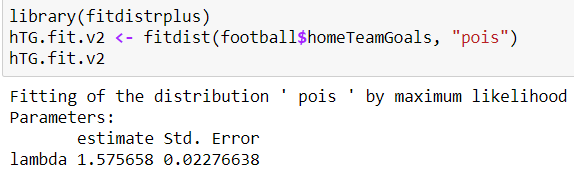 library(fitdistrplus)
hTG.fit.v2 <- fitdist(football$homeTeamGoals, "pois")
hTG.fit.v2
Fitting of the distribution ' pois ' by maximum likelihood
Parameters:
       estimate Std. Error
lambda 1.575658 0.02276638